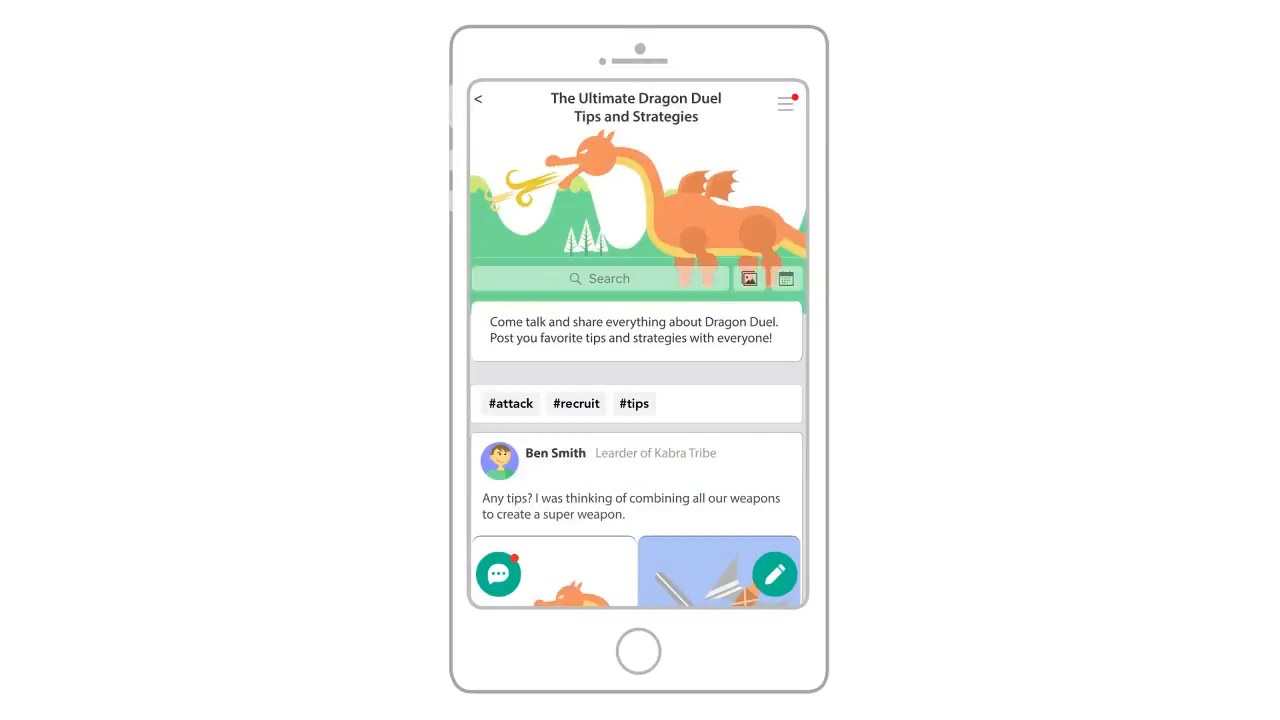 <
The Ultimate Dragon Duel
Tips and Strategies
Search
Come talk and share everything about Dragon Duel.
Post you favorite tips and strategies with everyone!
#attack #recruit #tips
Ben Smith Learder of Kabra Tribe
Any tips? I was thinking of combining all our weapons
to create a super weapon.